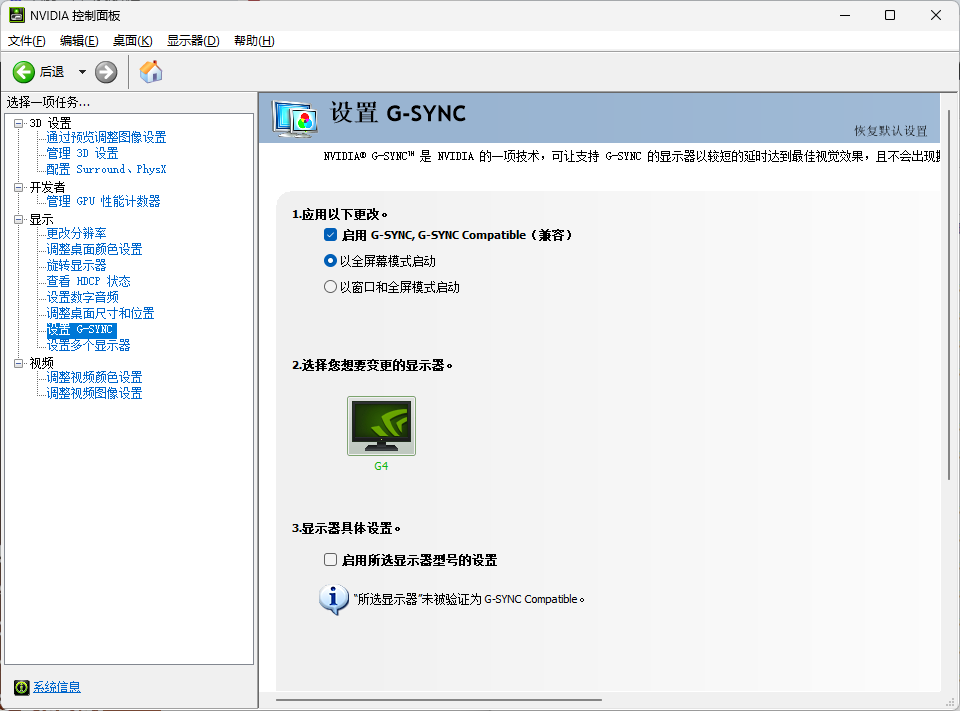 NVIDIA 控制面板
文件(F) 编辑(E) 桌面(K) 显示器(D) 帮助(H)
后退
选择一项任务...
3D 设置
通过预览调整图像设置
管理 3D 设置
配置 Surround、PhysX
开发者
管理 GPU 性能计数器
显示
更改分辨率
调整桌面颜色设置
旋转显示器
查看 HDCP 状态
设置数字音频
调整桌面尺寸和位置
设置 G-SYNC
设置多个显示器
视频
调整视频颜色设置
调整视频图像设置
系统信息
设置 G-SYNC
恢复默认设置
NVIDIA® G-SYNC™ 是 NVIDIA 的一项技术，可让支持 G-SYNC 的显示器以较短的延时达到最佳视觉效果，且不会出现
1.应用以下更改。
启用 G-SYNC, G-SYNC Compatible（兼容）
以全屏幕模式启动
以窗口和全屏模式启动
2.选择您想要变更的显示器。
G4
3.显示器具体设置。
启用所选显示器型号的设置
“所选显示器”未被验证为 G-SYNC Compatible。